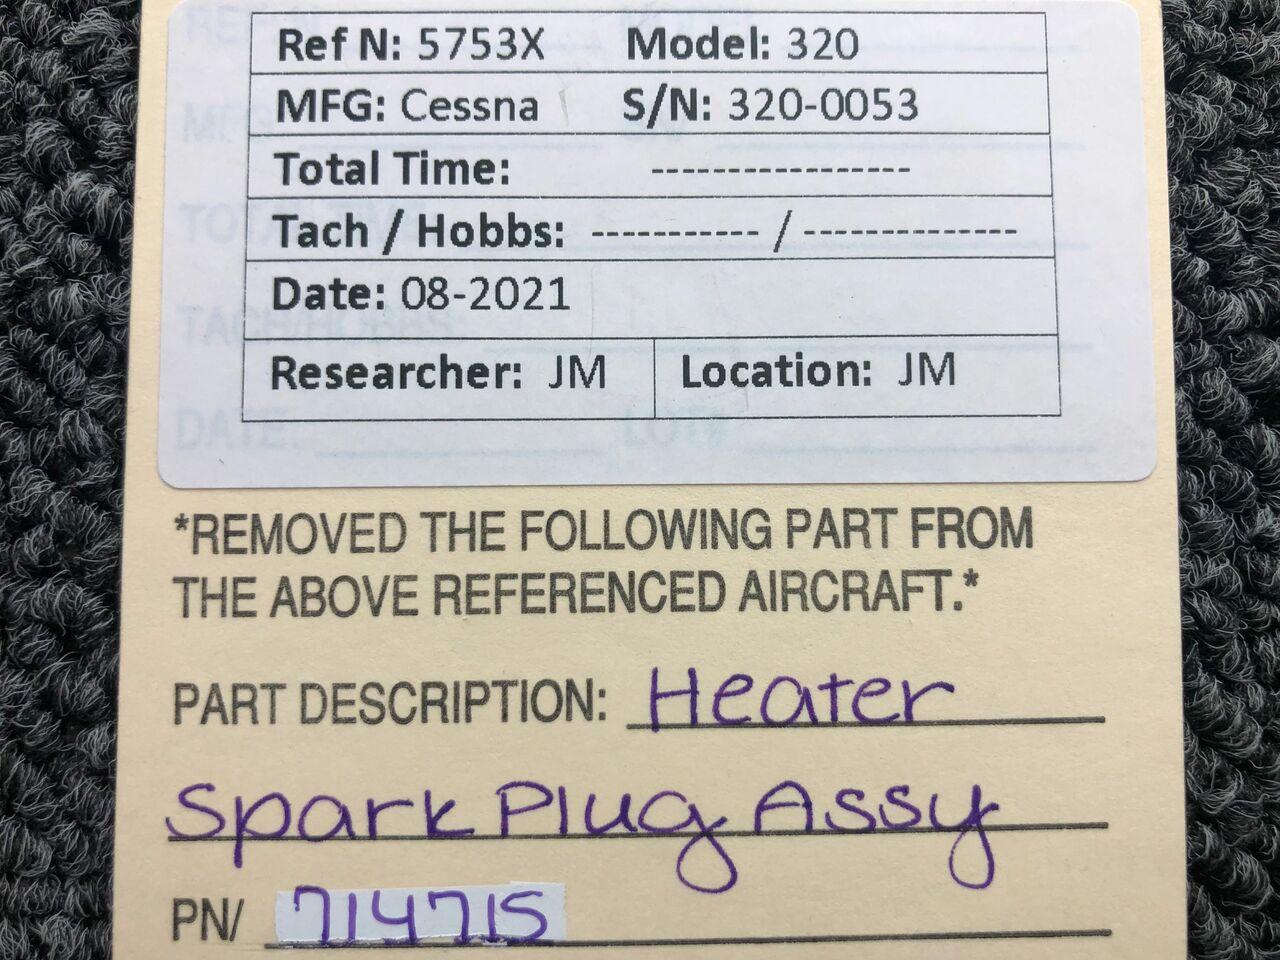 Ref N: 5753X Model: 320
MFG: Cessna S/N: 320-0053
Total Time: ----------------
Tach / Hobbs: ----------- / --------------
Date: 08-2021
Researcher: JM Location: JM
*REMOVED THE FOLLOWING PART FROM
THE ABOVE REFERENCED AIRCRAFT.*
PART DESCRIPTION: Heater
Spark Plug Assy
PN/ 714715